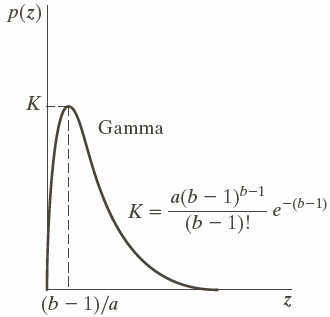 p(z)
K
Gamma
K = a(b − 1)^{b−1} / (b − 1)! e^{−(b−1)}
(b − 1)/a
z